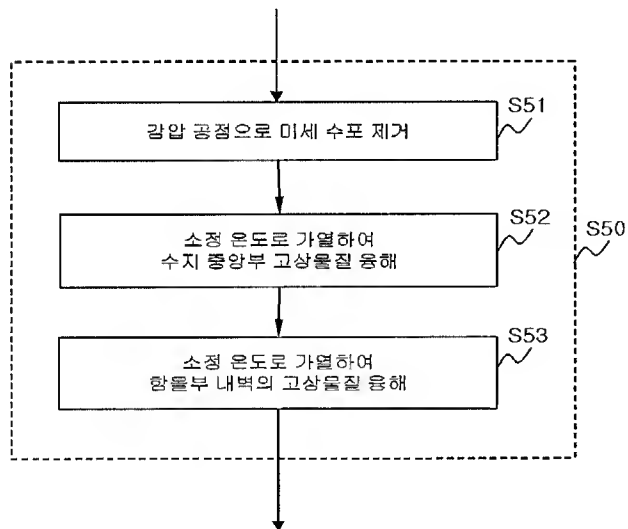 S51
감압 공정으로 미세 수포 제거
S52
소정 온도로 가열하여
수지 중앙부 고상물질 융해
S50
S53
소정 온도로 가열하여
함몰부 내벽의 고상물질 융해